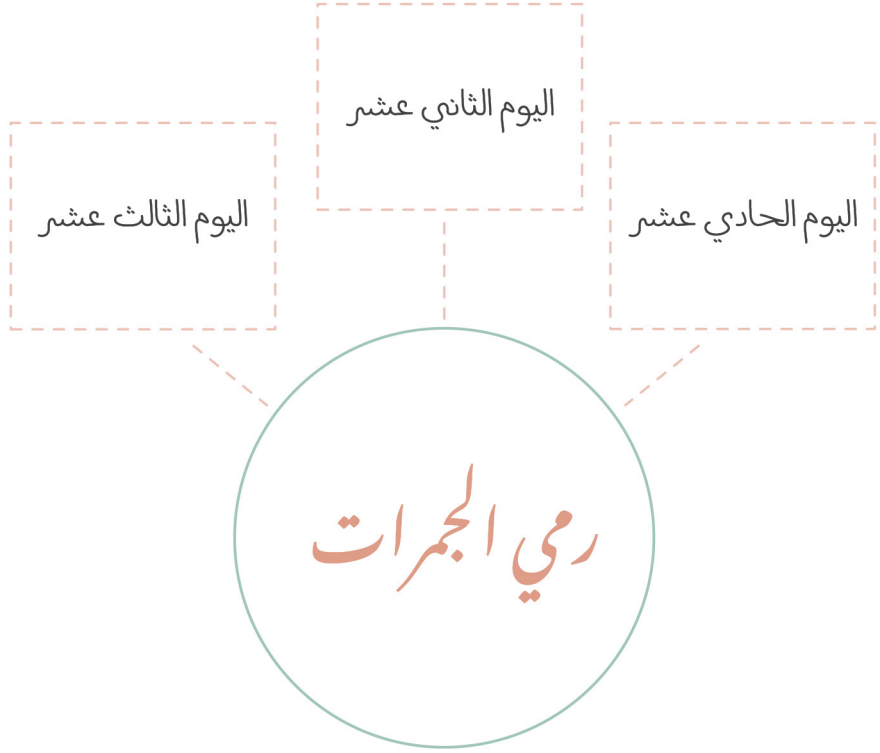 اليوم الحادي عشر
اليوم الثاني عشر
اليوم الثالث عشر
رمي الجمرات